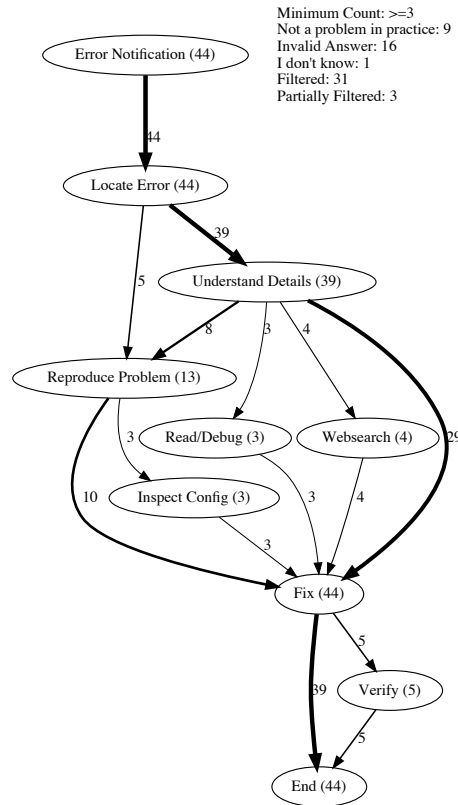 Minimum Count: >=3
Not a problem in practice: 9
Invalid Answer: 16
I don't know: 1
Filtered: 31
Partially Filtered: 3
Error Notification (44)
44
Locate Error (44)
39
5
Understand Details (39)
8
3
4
Reproduce Problem (13)
3
Read/Debug (3)
Websearch (4)
29
10
Inspect Config (3)
3
4
3
Fix (44)
5
39
Verify (5)
5
End (44)